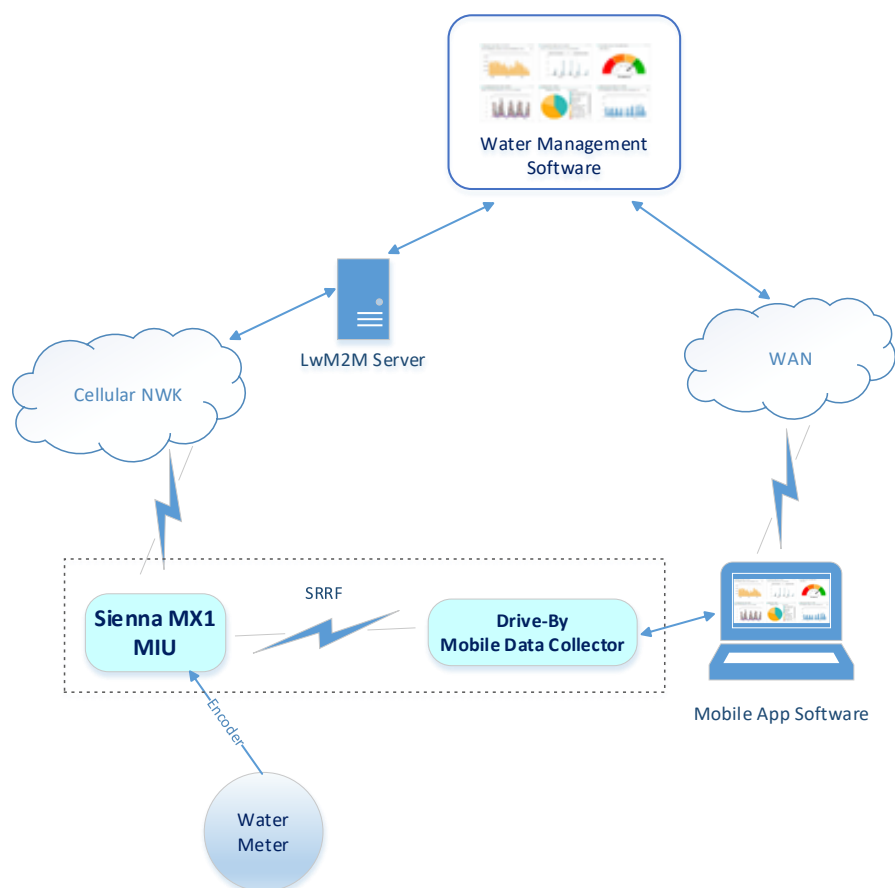 Water Management
Software
LwM2M Server
WAN
Cellular NWK
SRRF
Sienna MX1
MIU
Drive-By
Mobile Data Collector
Mobile App Software
Encoder
Water
Meter